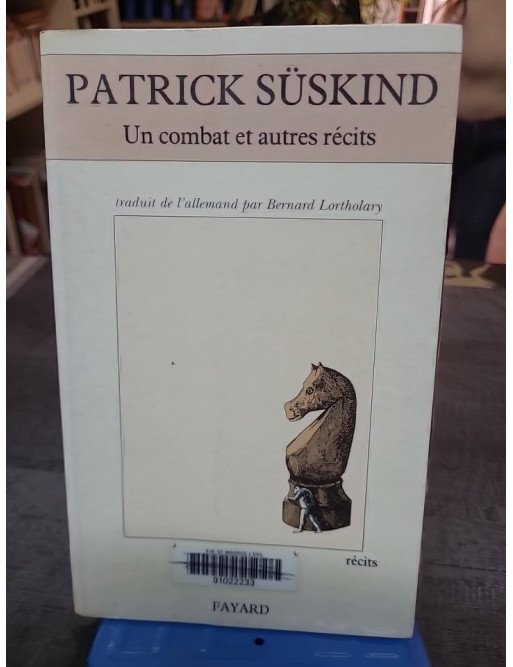 PATRICK SÜSKIND
Un combat et autres récits
traduit de l'allemand par Bernard Lortholary
récits
91022233
FAYARD